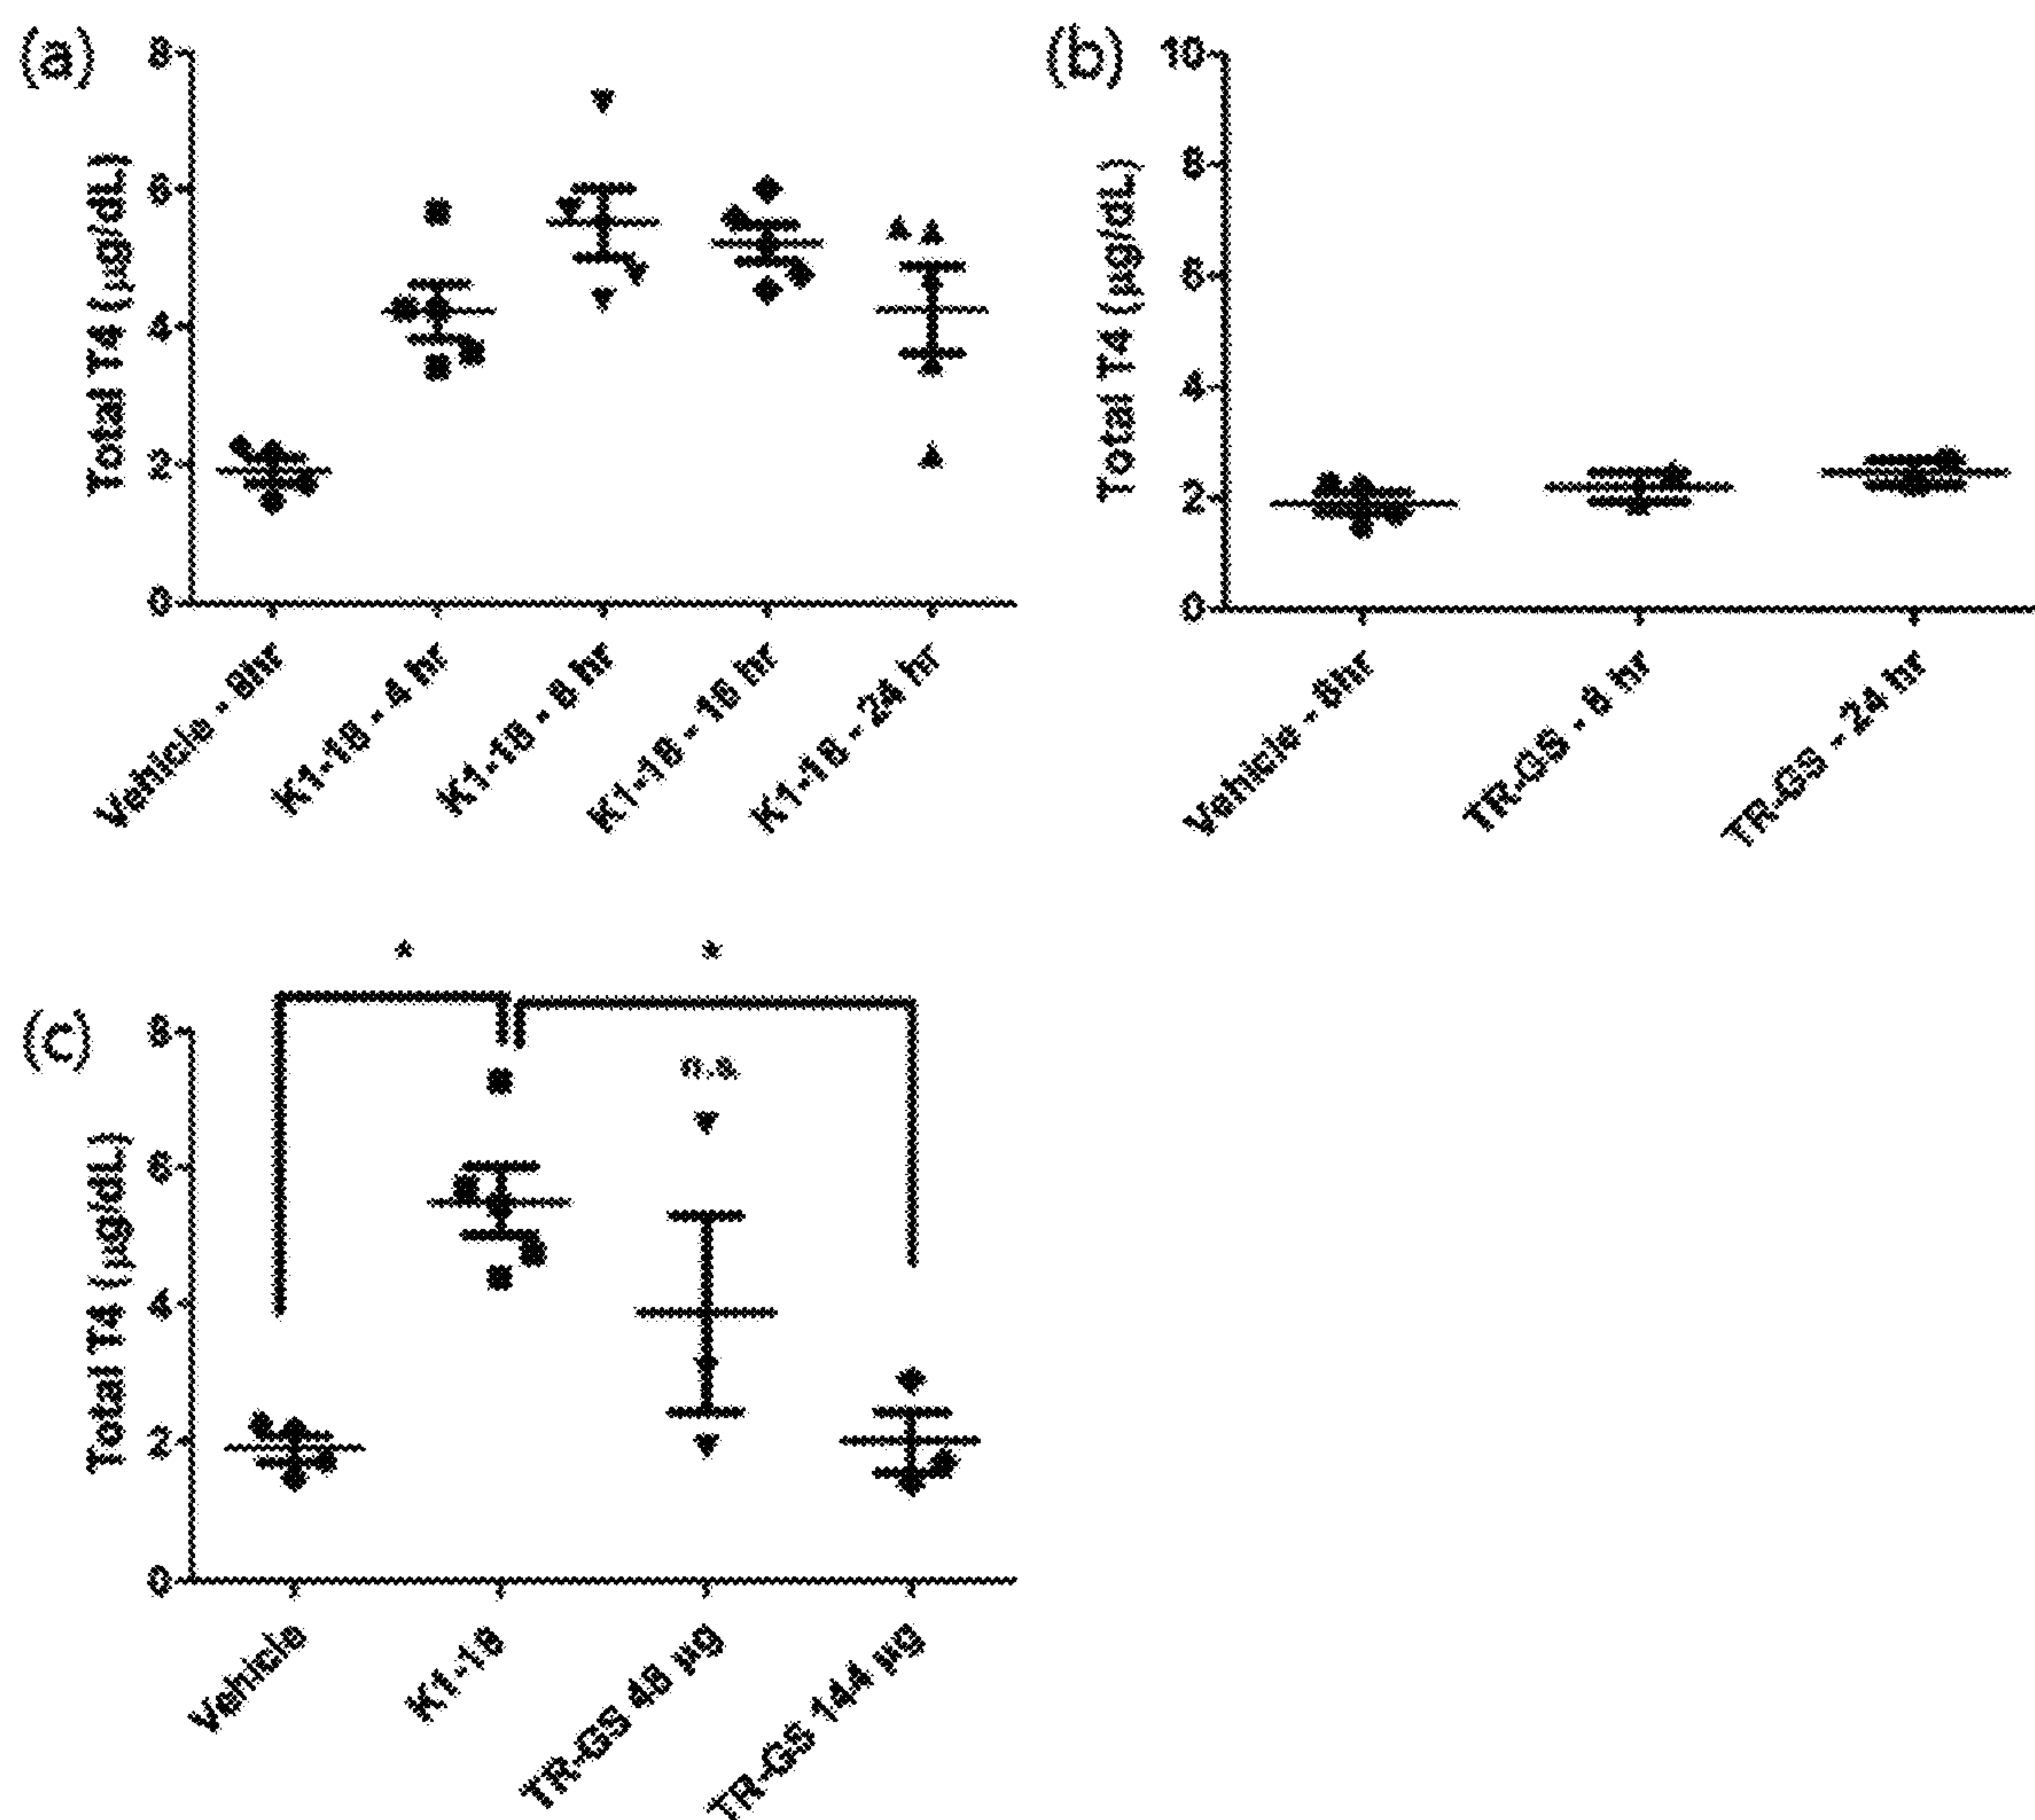 (a)
Total T4 (µg/dL)
8
6
4
2
0
Vehicle - 8hr
K1-18 - 4 hr
K1-18 - 8 hr
K1-18 - 16 hr
K1-18 - 24 hr
(b)
Total T4 (µg/dL)
10
8
6
4
2
0
Vehicle - 8hr
TR-GS - 8 hr
TR-GS - 24 hr
(c)
* *
Total T4 (µg/dL)
8
6
4
2
0
n.s.
Vehicle
K1-18
TR-GS 48 µg
TR-GS 144 µg